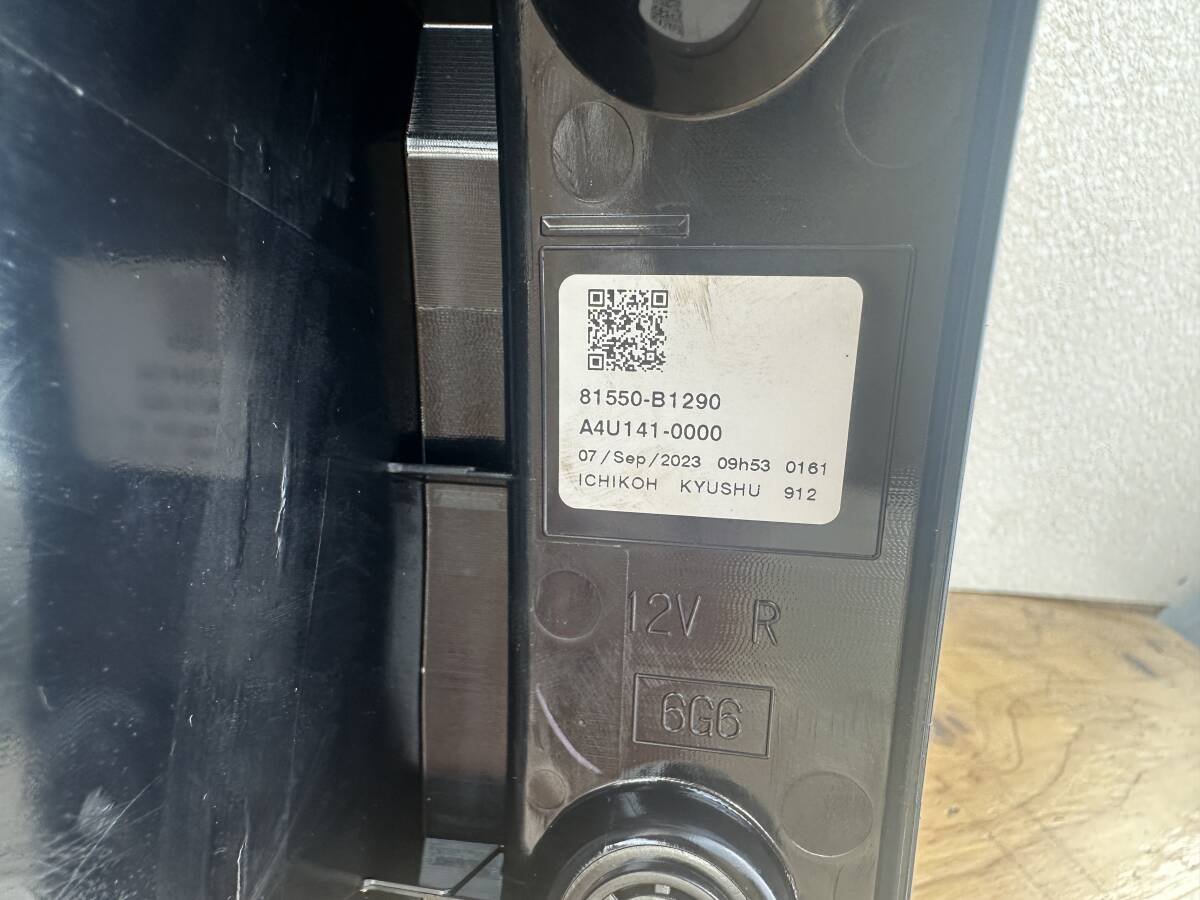 81550-B1290
A4U141-0000
07/Sep/2023 09h53 0161
ICHIKOH KYUSHU 912
12V R
6G6